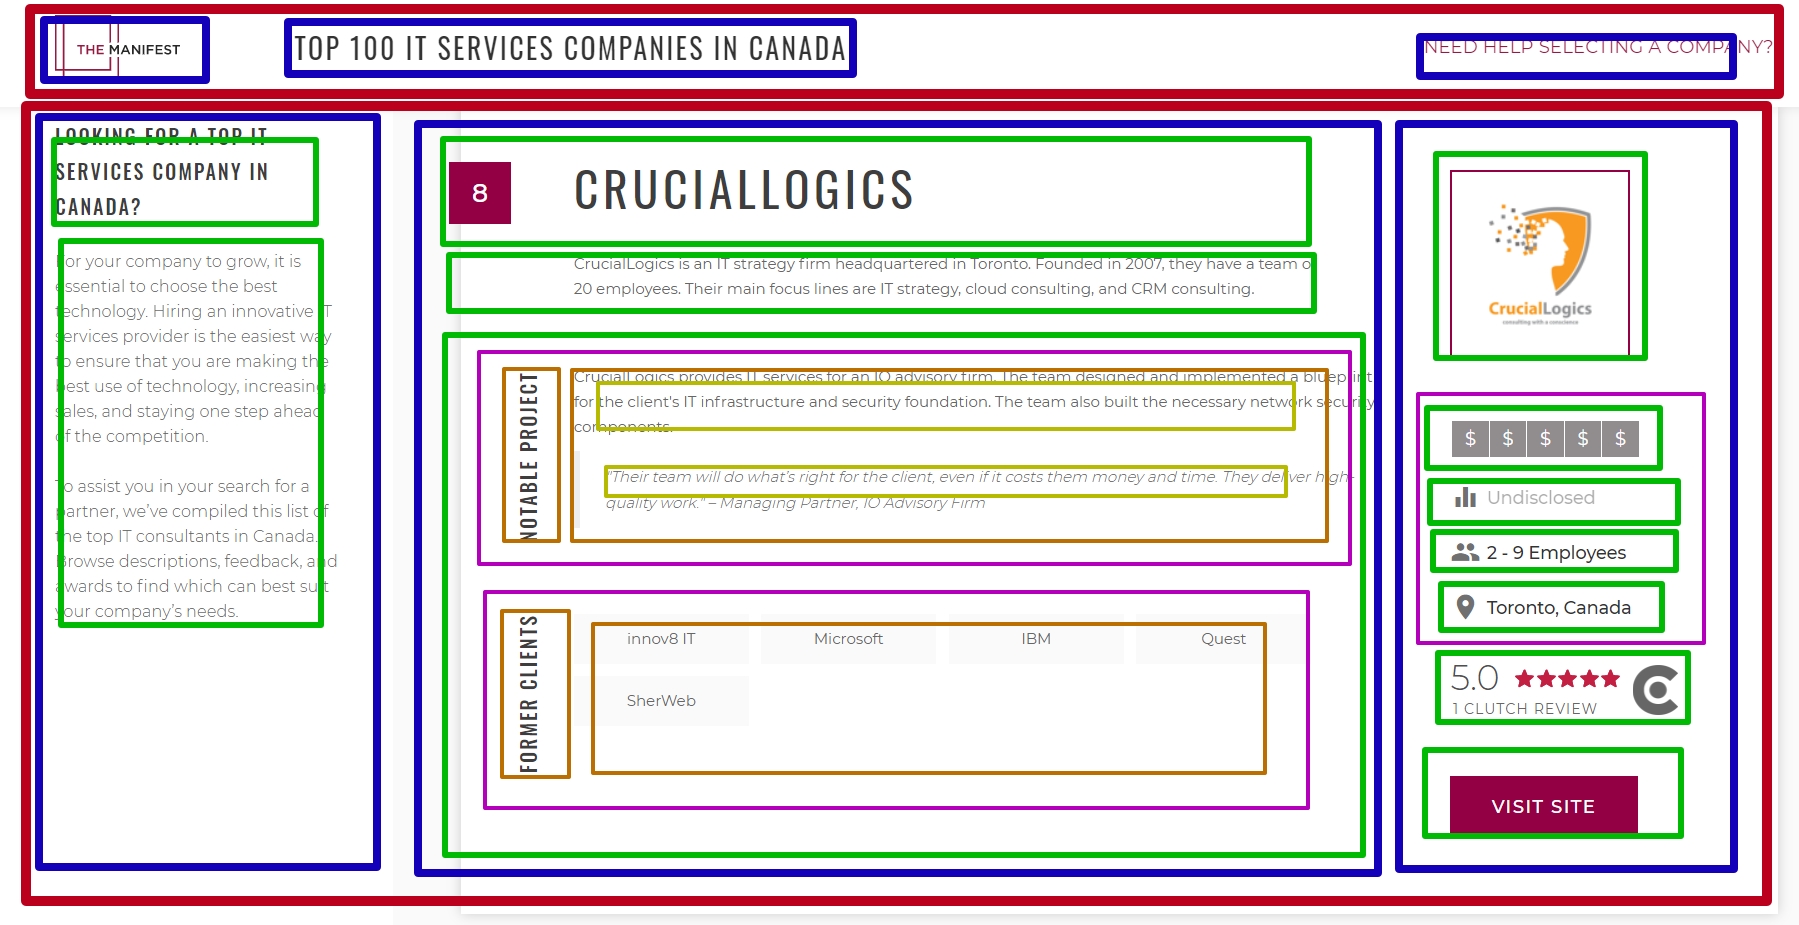 THE MANIFEST
TOP 100 IT SERVICES COMPANIES IN CANADA
NEED HELP SELECTING A COMPANY?
LOOKING FOR A TOP IT
SERVICES COMPANY IN
CANADA?
For your company to grow, it is
essential to choose the best
technology. Hiring an innovative IT
services provider is the easiest way
to ensure that you are making the
best use of technology, increasing
sales, and staying one step ahead
of the competition.
To assist you in your search for a
partner, we've compiled this list of
the top IT consultants in Canada.
Browse descriptions, feedback, and
awards to find which can best suit
your company's needs.
8
CRUCIALLOGICS
CrucialLogics is an IT strategy firm headquartered in Toronto. Founded in 2007, they have a team of
20 employees. Their main focus lines are IT strategy, cloud consulting, and CRM consulting.
NOTABLE PROJECT
CrucialLogics provides IT services for an IO advisory firm. The team designed and implemented a blueprint
for the client's IT infrastructure and security foundation. The team also built the necessary network security
components.
"Their team will do what's right for the client, even if it costs them money and time. They deliver high-
quality work." – Managing Partner, IO Advisory Firm
FORMER CLIENTS
innov8 IT
Microsoft
IBM
Quest
SherWeb
CrucialLogics
consulting with a conscience
$ $ $ $ $
Undisclosed
2 - 9 Employees
Toronto, Canada
5.0
1 CLUTCH REVIEW
VISIT SITE